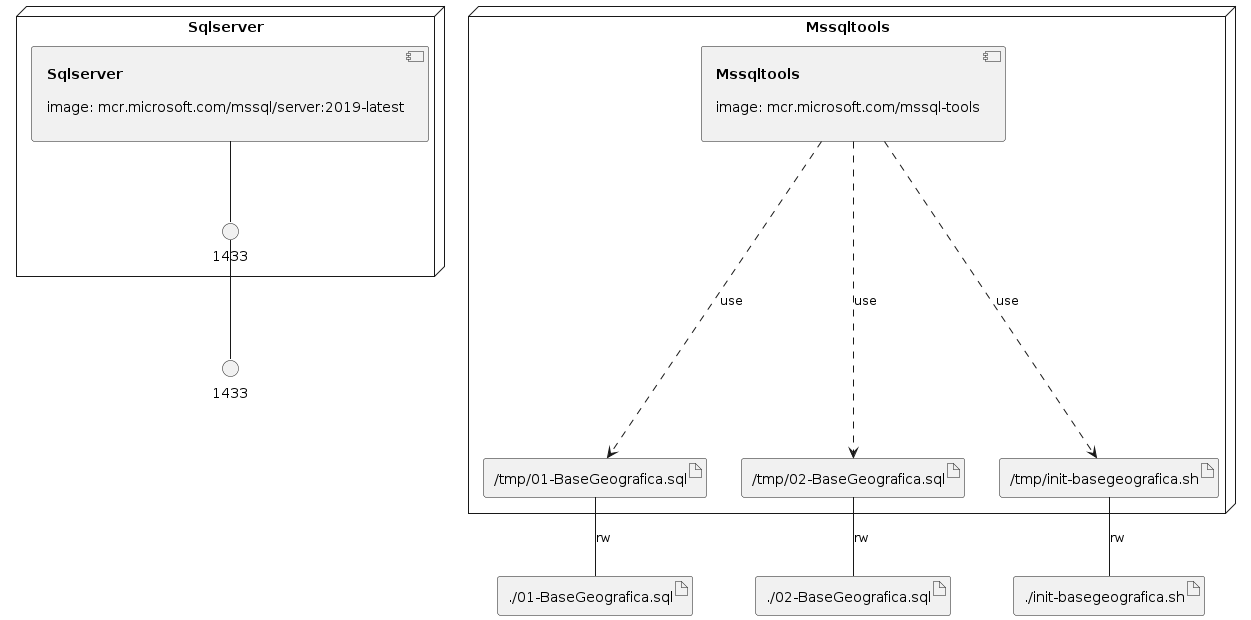 Sqlserver
Sqlserver
image: mcr.microsoft.com/mssql/server:2019-latest
1433
1433
Mssqltools
Mssqltools
image: mcr.microsoft.com/mssql-tools
use
use
use
/tmp/01-BaseGeografica.sql
/tmp/02-BaseGeografica.sql
/tmp/init-basegeografica.sh
rw
rw
rw
./01-BaseGeografica.sql
./02-BaseGeografica.sql
./init-basegeografica.sh